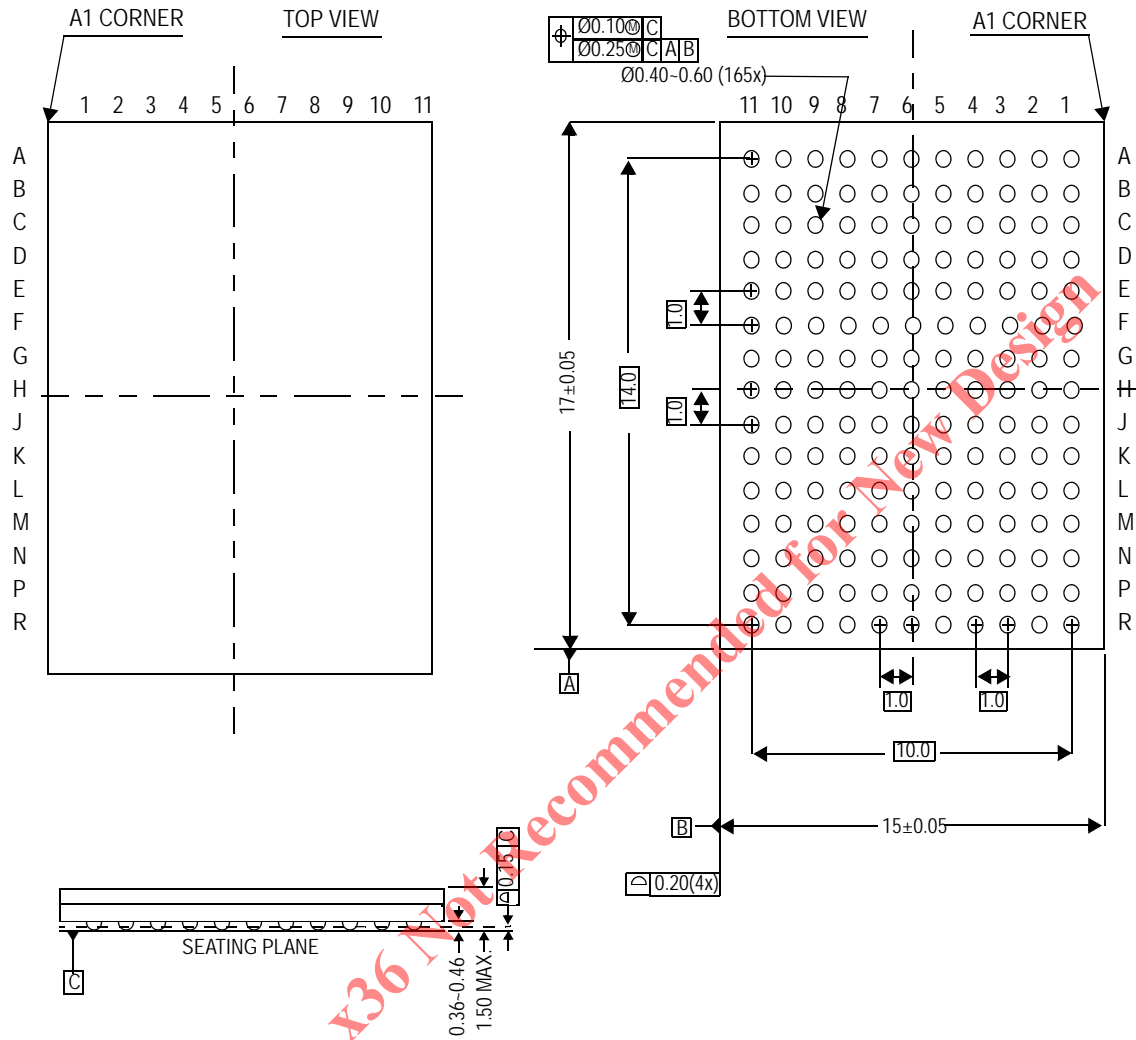 A1 CORNER
TOP VIEW
1 2 3 4 5 6 7 8 9 10 11
A
B
C
D
E
F
G
H
J
K
L
M
N
P
R
Ø0.10Ⓜ C
Ø0.25Ⓜ C A B
BOTTOM VIEW
A1 CORNER
Ø0.40~0.60 (165x)
11 10 9 8 7 6 5 4 3 2 1
A
B
C
D
E
F
G
H
J
K
L
M
N
P
R
1.0
1.0
14.0
17±0.05
A
1.0
1.0
10.0
B
15±0.05
0.20(4x)
0.15 C
SEATING PLANE
C
0.36~0.46
1.50 MAX.
x36 Not Recommended for New Design